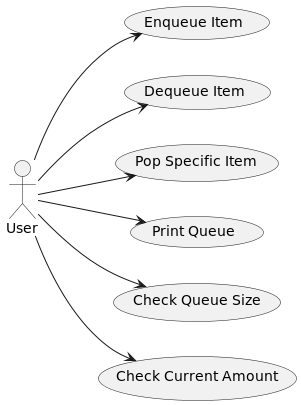 Enqueue Item
Dequeue Item
Pop Specific Item
User
Print Queue
Check Queue Size
Check Current Amount